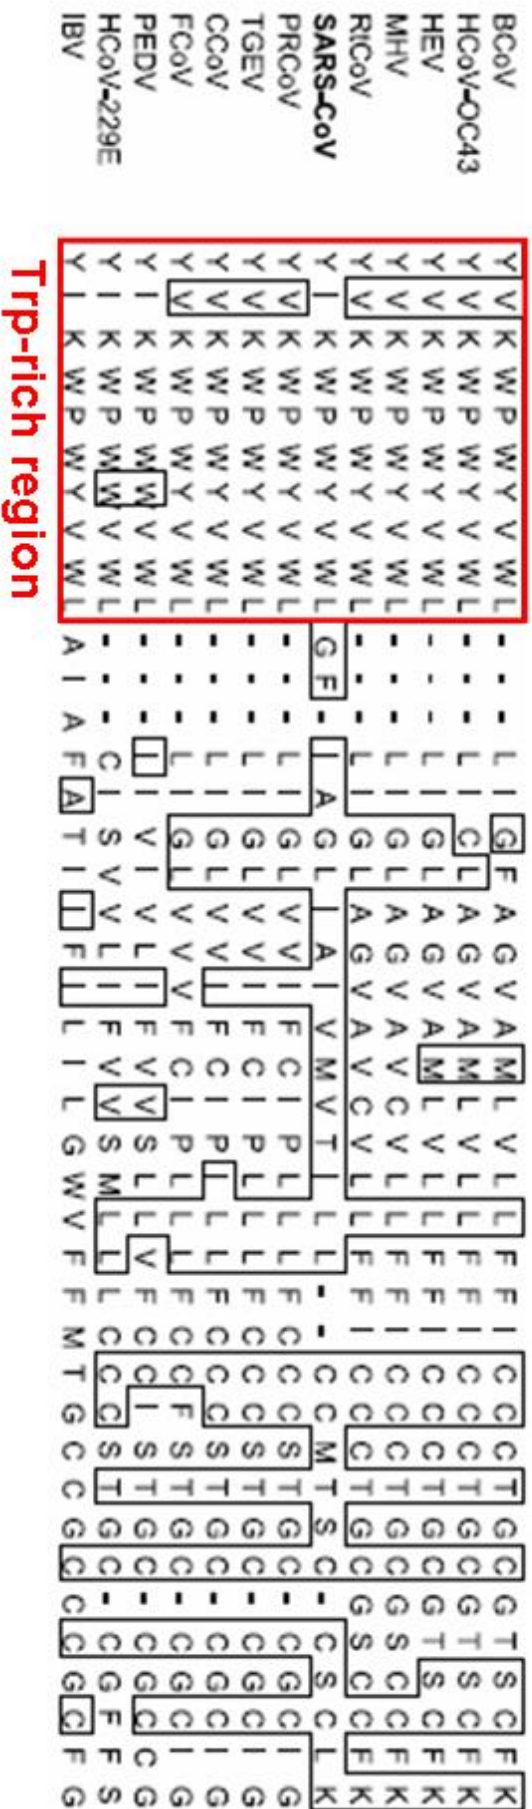 BCoV Y V K W P W Y V W L - - - L I G F A G V A M L V L L F F I C C C T G C G T S C F K
HCoV-OC43 Y V K W P W Y V W L - - - L I C L A G V A M L V L L F F I C C C T G C G T S C F K
HEV Y V K W P W Y V W L - - - L I G L A G V A M L V L L F F I C C C T G C G T S C F K
MHV Y V K W P W Y V W L - - - L I G L A G V A V C V L L F F I C C C T G C G S C C F K
RtCoV Y V K W P W Y V W L - - - L I G L A G V A V C V L L F F I C C C T G C G S C C F K
SARS-CoV Y I K W P W Y V W L G F - I A G L I A I V M V T I L L - - C C M T S C - C S C L K
PRCoV Y V K W P W Y V W L - - - L I G L V V I F C I P L L L F C C C S T G C - C G C I G
TGEV Y V K W P W Y V W L - - - L I G L V V I F C I P L L L F C C C S T G C - C G C I G
CCoV Y V K W P W Y V W L - - - L I G L V V I F C I P I L L F C C C S T G C - C G C I G
FCoV Y V K W P W Y V W L - - - L I G L V V V F C I P L L L F C C F S T G C - C G C I G
PEDV Y I K W P W W V W L - - - I I V I V L I F V V S L L V F C C I S T G C - C G C C G
HCoV-229E Y I K W P W W V W L - - - C I S V V L I F V V S M L L L C C C S T G C - C G F F S
IBV Y I K W P W Y V W L A I A F A T I I F I L I L G W V F F M T G C C G C C C G C F G
Trp-rich region